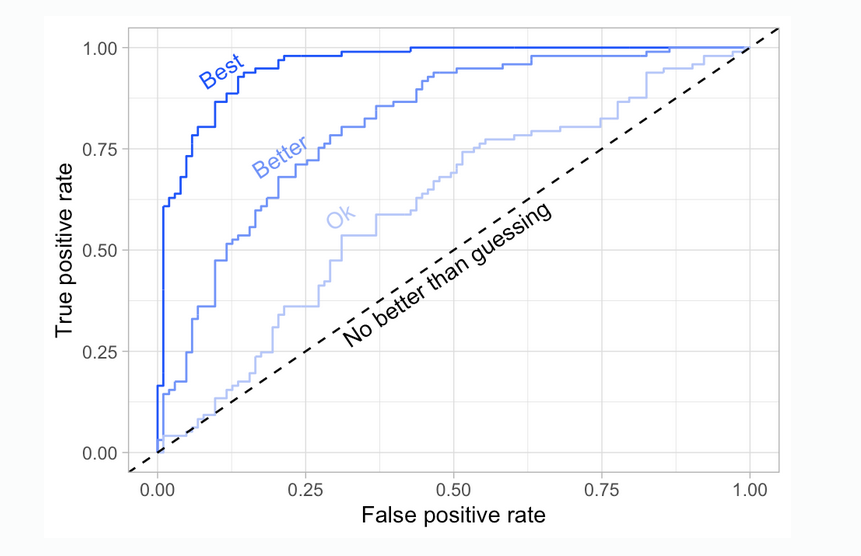 1.00
0.75
0.50
0.25
0.00
True positive rate
Best
Better
Ok
No better than guessing
0.00 0.25 0.50 0.75 1.00
False positive rate